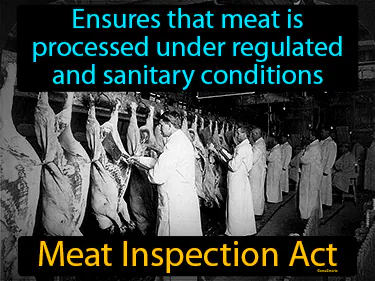 Ensures that meat is
processed under regulated
and sanitary conditions
Meat Inspection Act